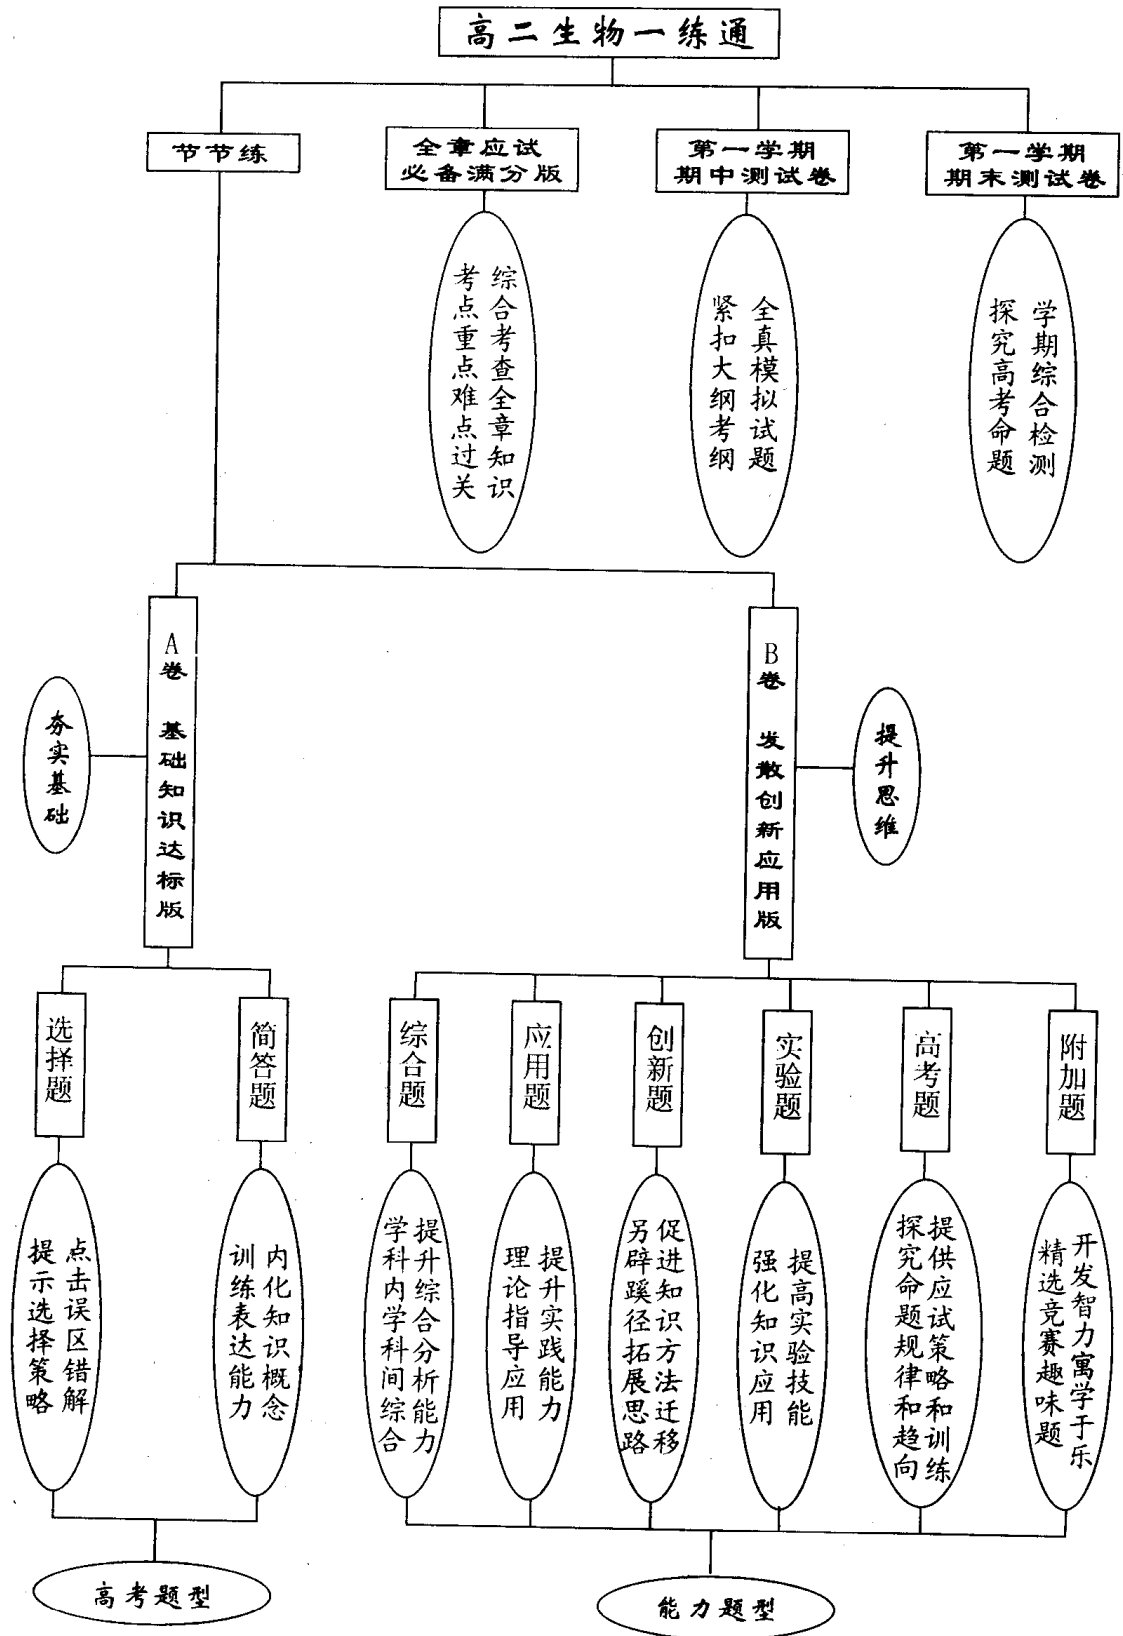 高二生物一练通
节节练
全章应试
必备满分版
第一学期
期中测试卷
第一学期
期末测试卷
综合考查全章知识
考点重点难点过关
全真模拟试题
紧扣大纲考纲
学期综合检测
探究高考命题
A卷 基础知识达标版
夯实基础
B卷 发散创新应用版
提升思维
选择题
简答题
综合题
应用题
创新题
实验题
高考题
附加题
点击误区错解
提示选择策略
内化知识概念
训练表达能力
提升综合分析能力
学科内学科间综合
提升实践能力
理论指导应用
促进知识方法迁移
另辟蹊径拓展思路
提高实验技能
强化知识应用
提供应试策略和训练
探究命题规律和趋向
开发智力寓学于乐
精选竞赛趣味题
高考题型
能力题型